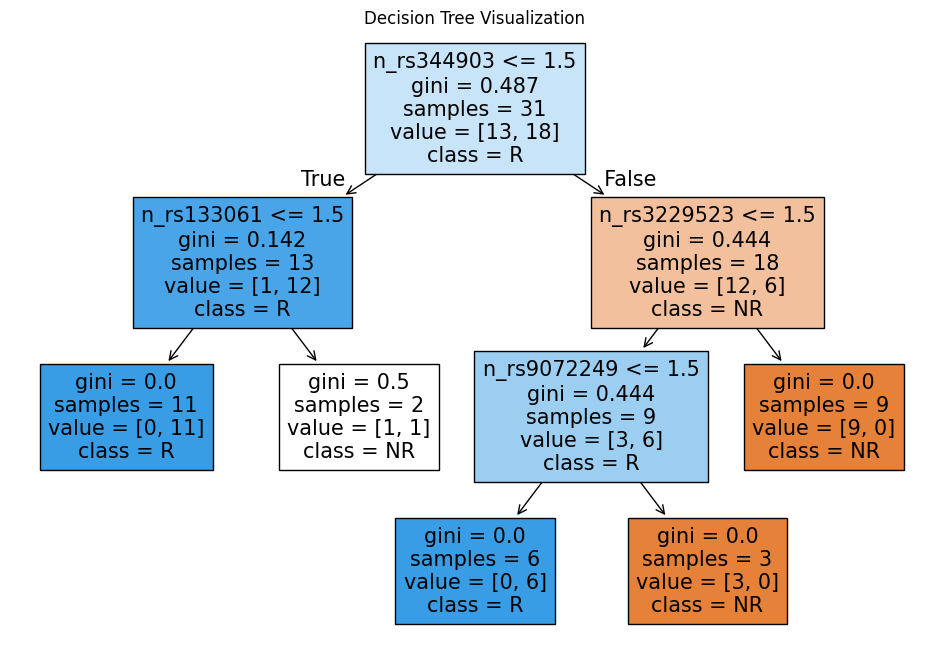 Decision Tree Visualization
n_rs344903 <= 1.5
gini = 0.487
samples = 31
value = [13, 18]
class = R
True
False
n_rs133061 <= 1.5
gini = 0.142
samples = 13
value = [1, 12]
class = R
n_rs3229523 <= 1.5
gini = 0.444
samples = 18
value = [12, 6]
class = NR
gini = 0.0
samples = 11
value = [0, 11]
class = R
gini = 0.5
samples = 2
value = [1, 1]
class = NR
n_rs9072249 <= 1.5
gini = 0.444
samples = 9
value = [3, 6]
class = R
gini = 0.0
samples = 9
value = [9, 0]
class = NR
gini = 0.0
samples = 6
value = [0, 6]
class = R
gini = 0.0
samples = 3
value = [3, 0]
class = NR